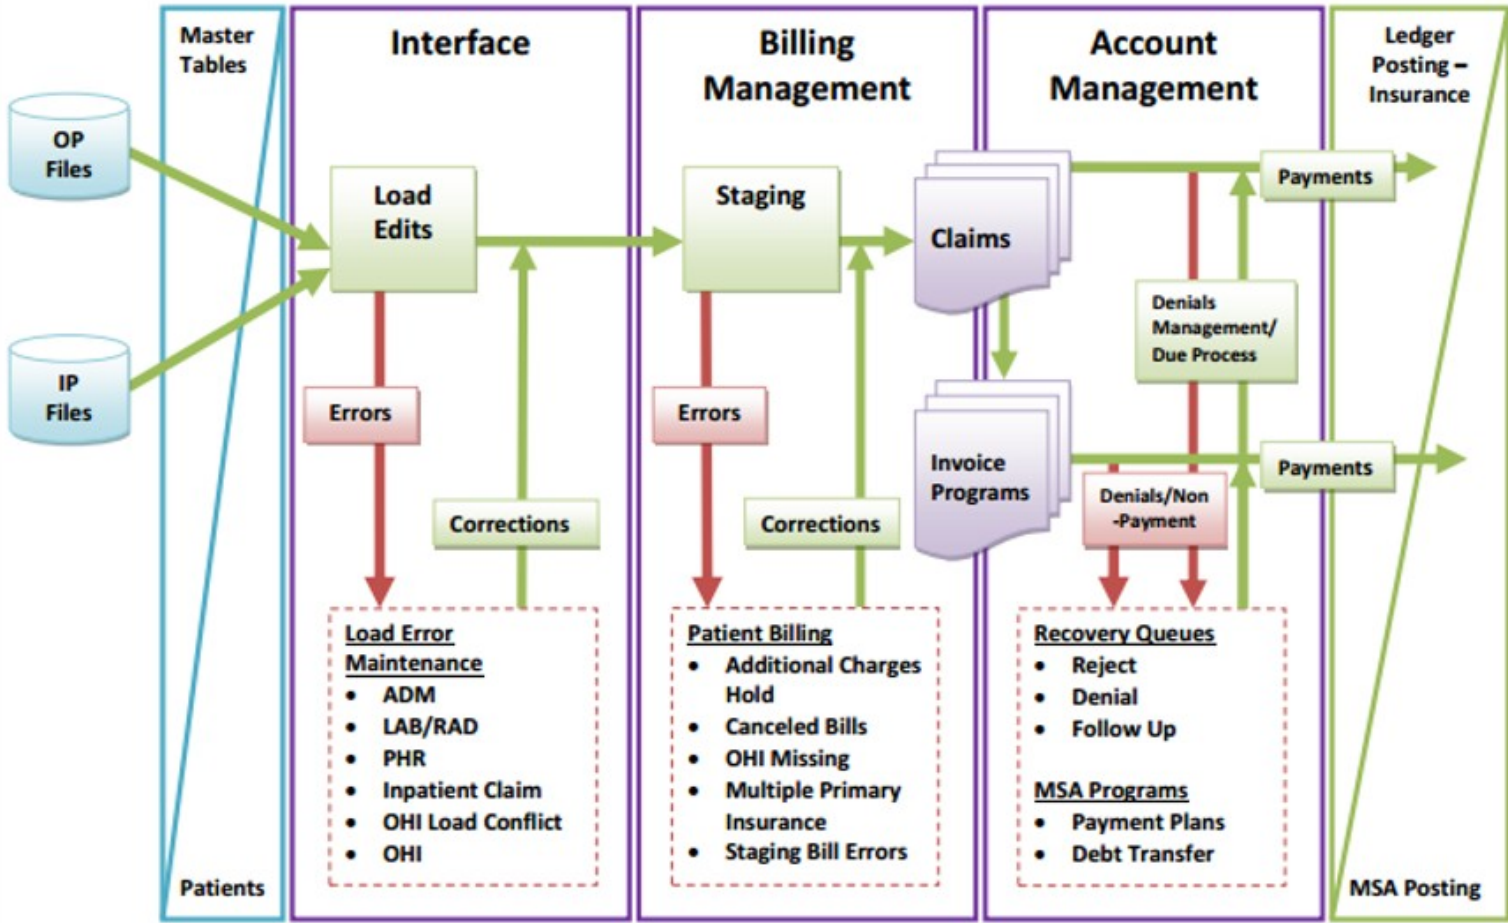 Master
Tables
Patients
OP
Files
IP
Files
Interface
Load
Edits
Errors
Corrections
Load Error
Maintenance
• ADM
• LAB/RAD
• PHR
• Inpatient Claim
• OHI Load Conflict
• OHI
Billing
Management
Staging
Errors
Corrections
Patient Billing
• Additional Charges
Hold
• Canceled Bills
• OHI Missing
• Multiple Primary
Insurance
• Staging Bill Errors
Claims
Invoice
Programs
Account
Management
Payments
Denials
Management/
Due Process
Payments
Denials/Non
-Payment
Recovery Queues
• Reject
• Denial
• Follow Up
MSA Programs
• Payment Plans
• Debt Transfer
Ledger
Posting –
Insurance
MSA Posting